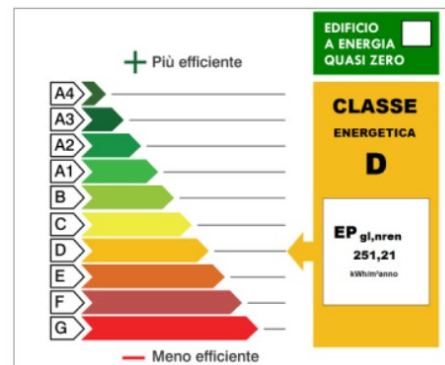 EDIFICIO
A ENERGIA
QUASI ZERO
Più efficiente
A4
A3
A2
A1
B
C
D
E
F
G
Meno efficiente
CLASSE
ENERGETICA
D
EP gl,nren
251,21
kWh/m²anno